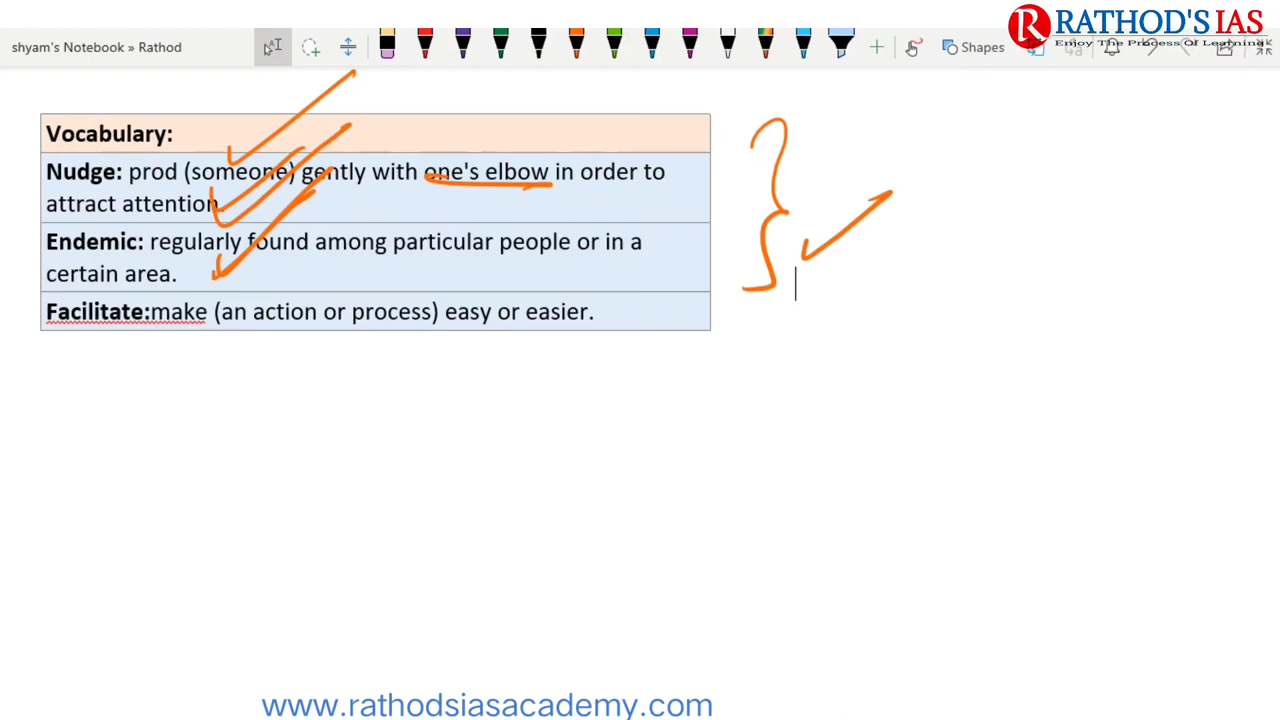 RATHOD'S IAS
Enjoy The Process Of Learning
shyam's Notebook » Rathod
Shapes
Vocabulary:
Nudge: prod (someone) gently with one's elbow in order to
attract attention.
Endemic: regularly found among particular people or in a
certain area.
Facilitate:make (an action or process) easy or easier.
www.rathodsiasacademy.com